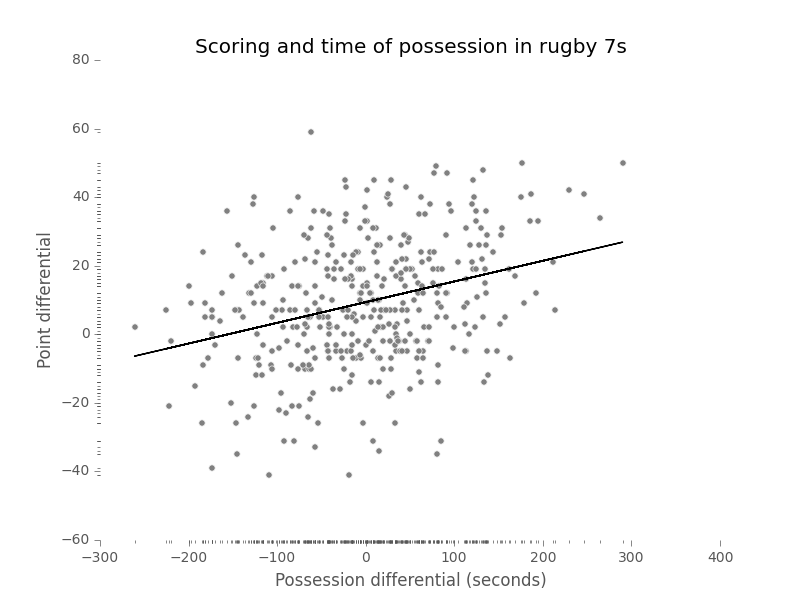 Scoring and time of possession in rugby 7s
80
60
40
20
0
−20
−40
−60
Point differential
−300 −200 −100 0 100 200 300 400
Possession differential (seconds)